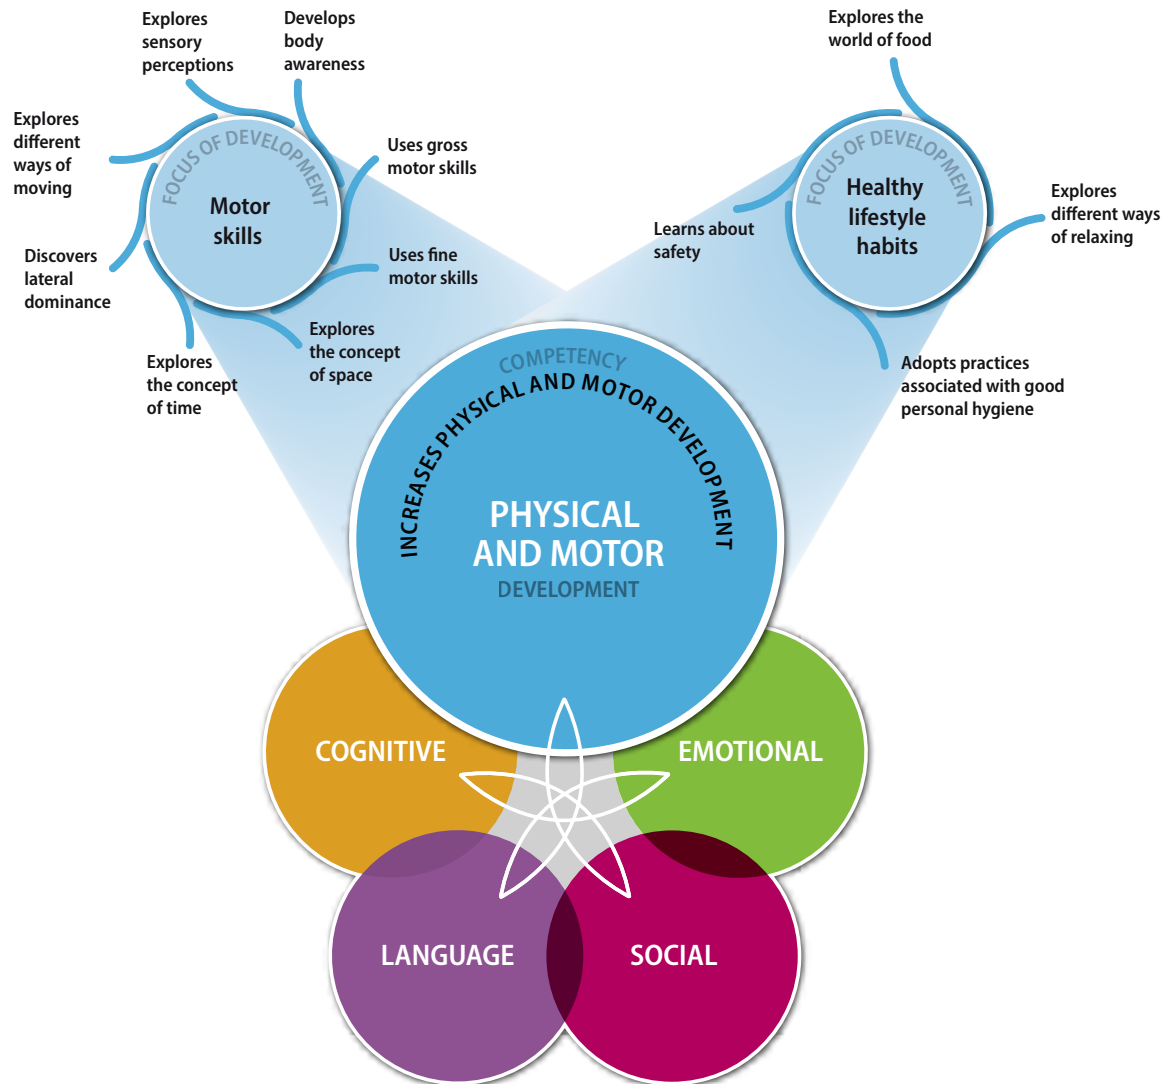 Explores
sensory
perceptions
Develops
body
awareness
Explores
different
ways of
moving
Uses gross
motor skills
FOCUS OF DEVELOPMENT
Motor
skills
Discovers
lateral
dominance
Uses fine
motor skills
Explores
the concept
of time
Explores
the concept
of space
Explores the
world of food
FOCUS OF DEVELOPMENT
Healthy
lifestyle
habits
Learns about
safety
Explores
different ways
of relaxing
Adopts practices
associated with good
personal hygiene
COMPETENCY
INCREASES PHYSICAL AND MOTOR DEVELOPMENT
PHYSICAL
AND MOTOR
DEVELOPMENT
COGNITIVE
EMOTIONAL
LANGUAGE
SOCIAL